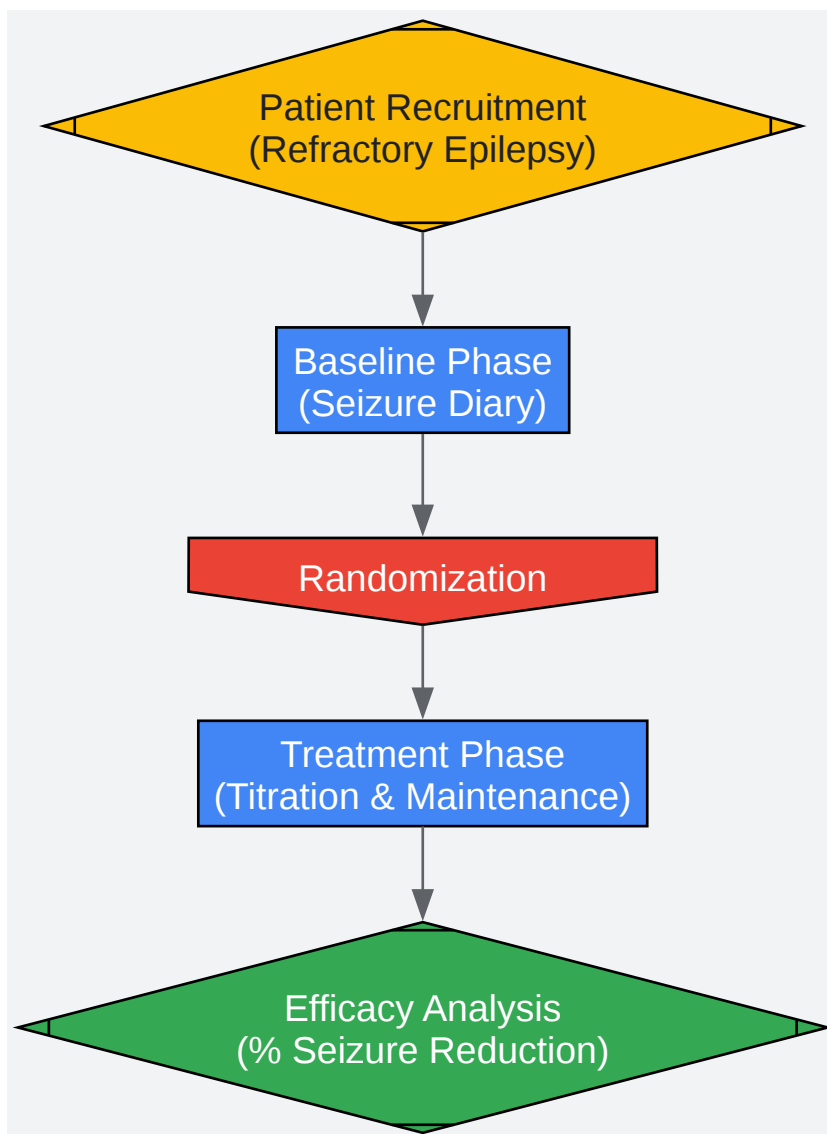 Patient Recruitment
(Refractory Epilepsy)
Baseline Phase
(Seizure Diary)
Randomization
Treatment Phase
(Titration & Maintenance)
Efficacy Analysis
(% Seizure Reduction)